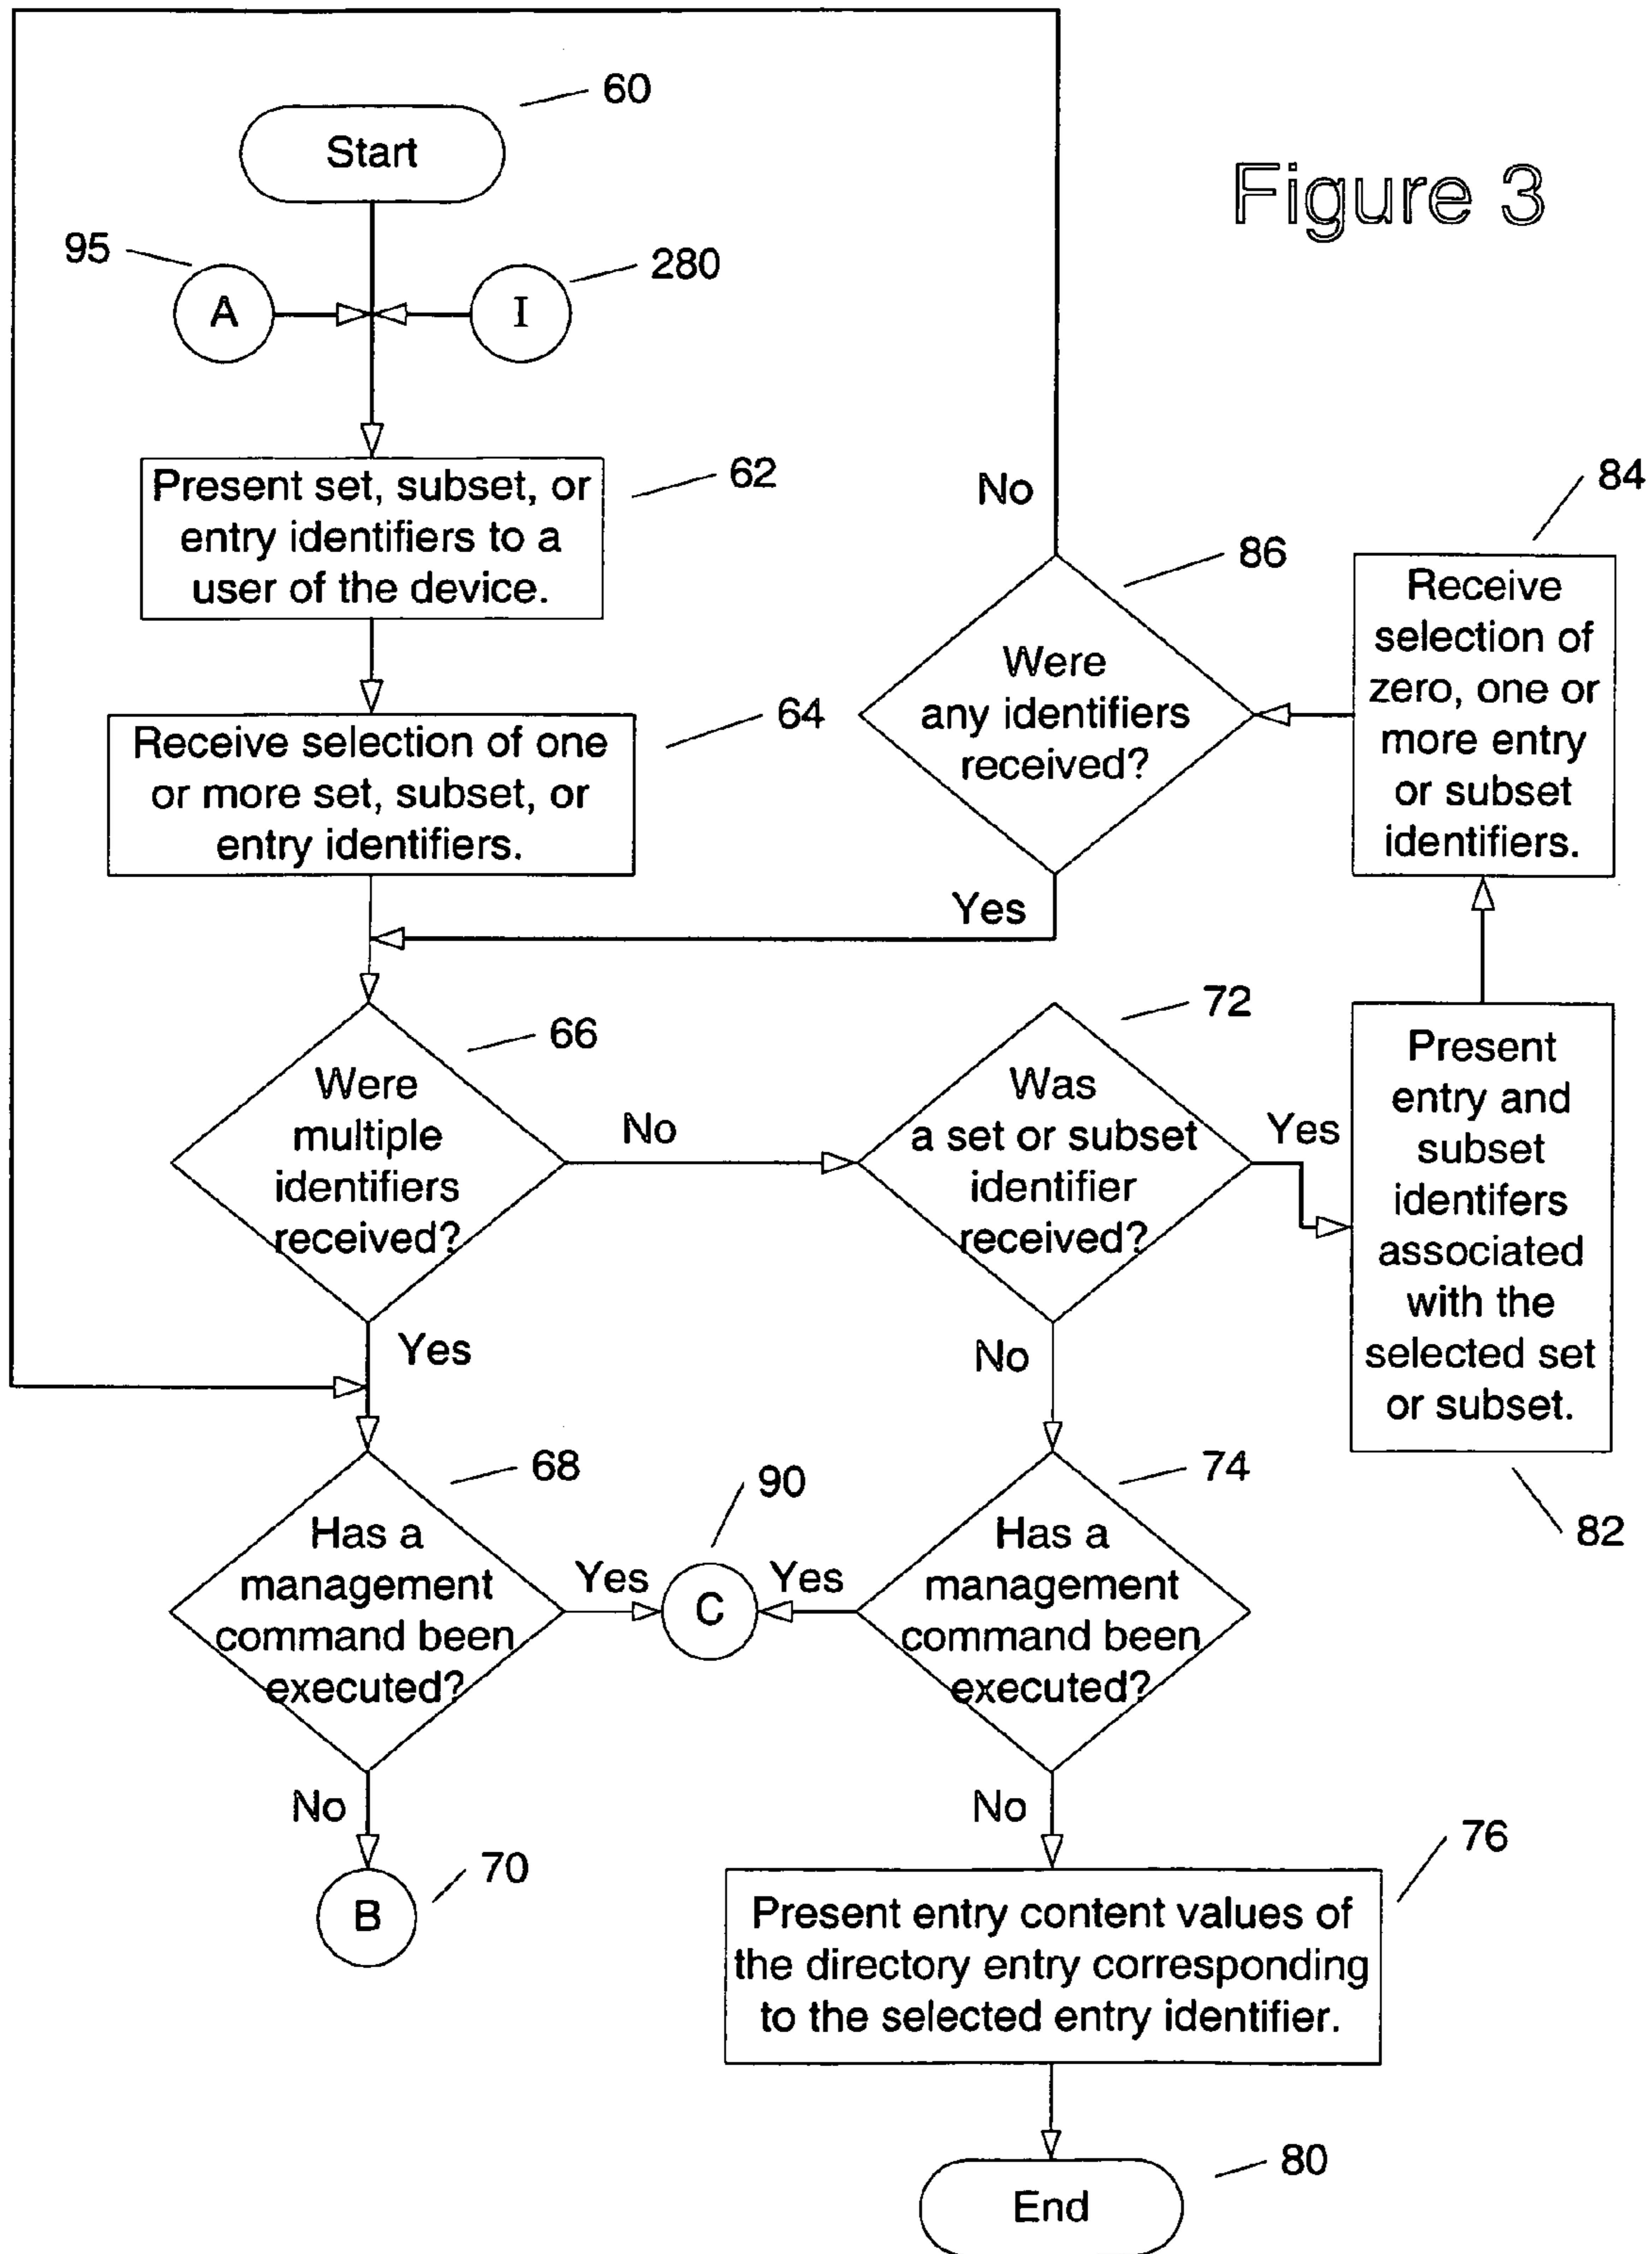 60
Start
Figure 3
95
A
280
I
Present set, subset, or
entry identifiers to a
user of the device.
62
No
84
86
Receive
selection of
zero, one or
more entry
or subset
identifiers.
Were
any identifiers
received?
Receive selection of one
or more set, subset, or
entry identifiers.
64
Yes
66
Were
multiple
identifiers
received?
No
72
Was
a set or subset
identifier
received?
Yes
Present
entry and
subset
identifers
associated
with the
selected set
or subset.
82
Yes
No
68
Has a
management
command been
executed?
Yes
90
C
Yes
74
Has a
management
command been
executed?
No
70
B
No
76
Present entry content values of
the directory entry corresponding
to the selected entry identifier.
80
End